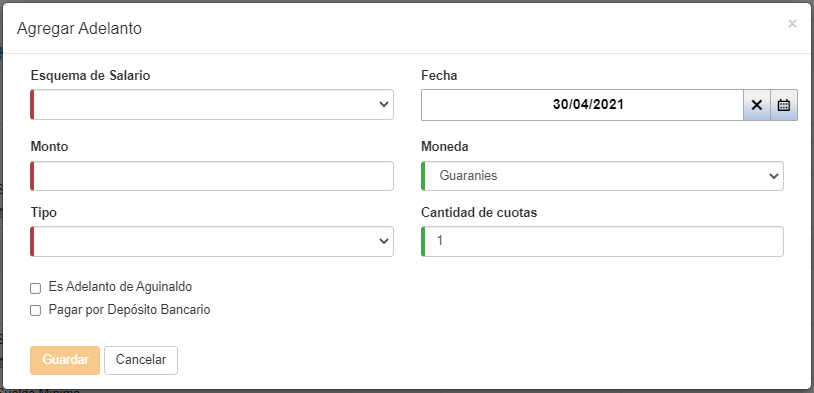 Agregar Adelanto
×
Esquema de Salario
Fecha
30/04/2021
Monto
Moneda
Guaranies
Tipo
Cantidad de cuotas
1
Es Adelanto de Aguinaldo
Pagar por Depósito Bancario
Guardar
Cancelar